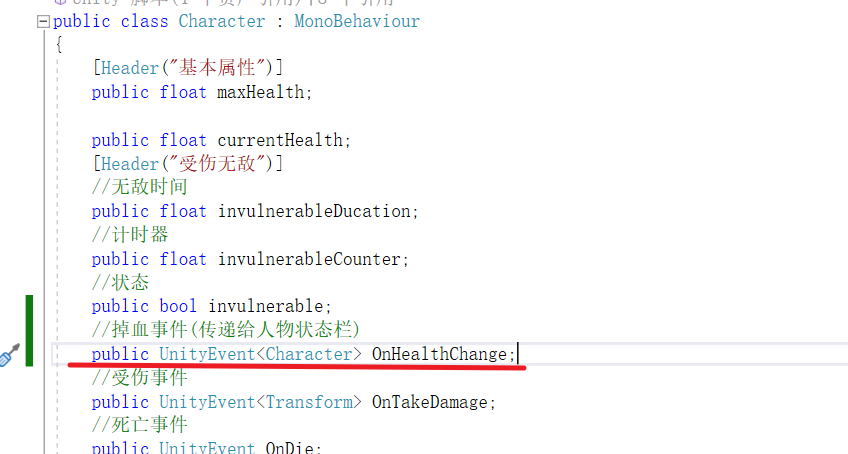 public class Character : MonoBehaviour
{
[Header("基本属性")]
public float maxHealth;
public float currentHealth;
[Header("受伤无敌")]
//无敌时间
public float invulnerableDucation;
//计时器
public float invulnerableCounter;
//状态
public bool invulnerable;
//掉血事件(传递给人物状态栏)
public UnityEvent<Character> OnHealthChange;
//受伤事件
public UnityEvent<Transform> OnTakeDamage;
//死亡事件
public UnityEvent OnDie;